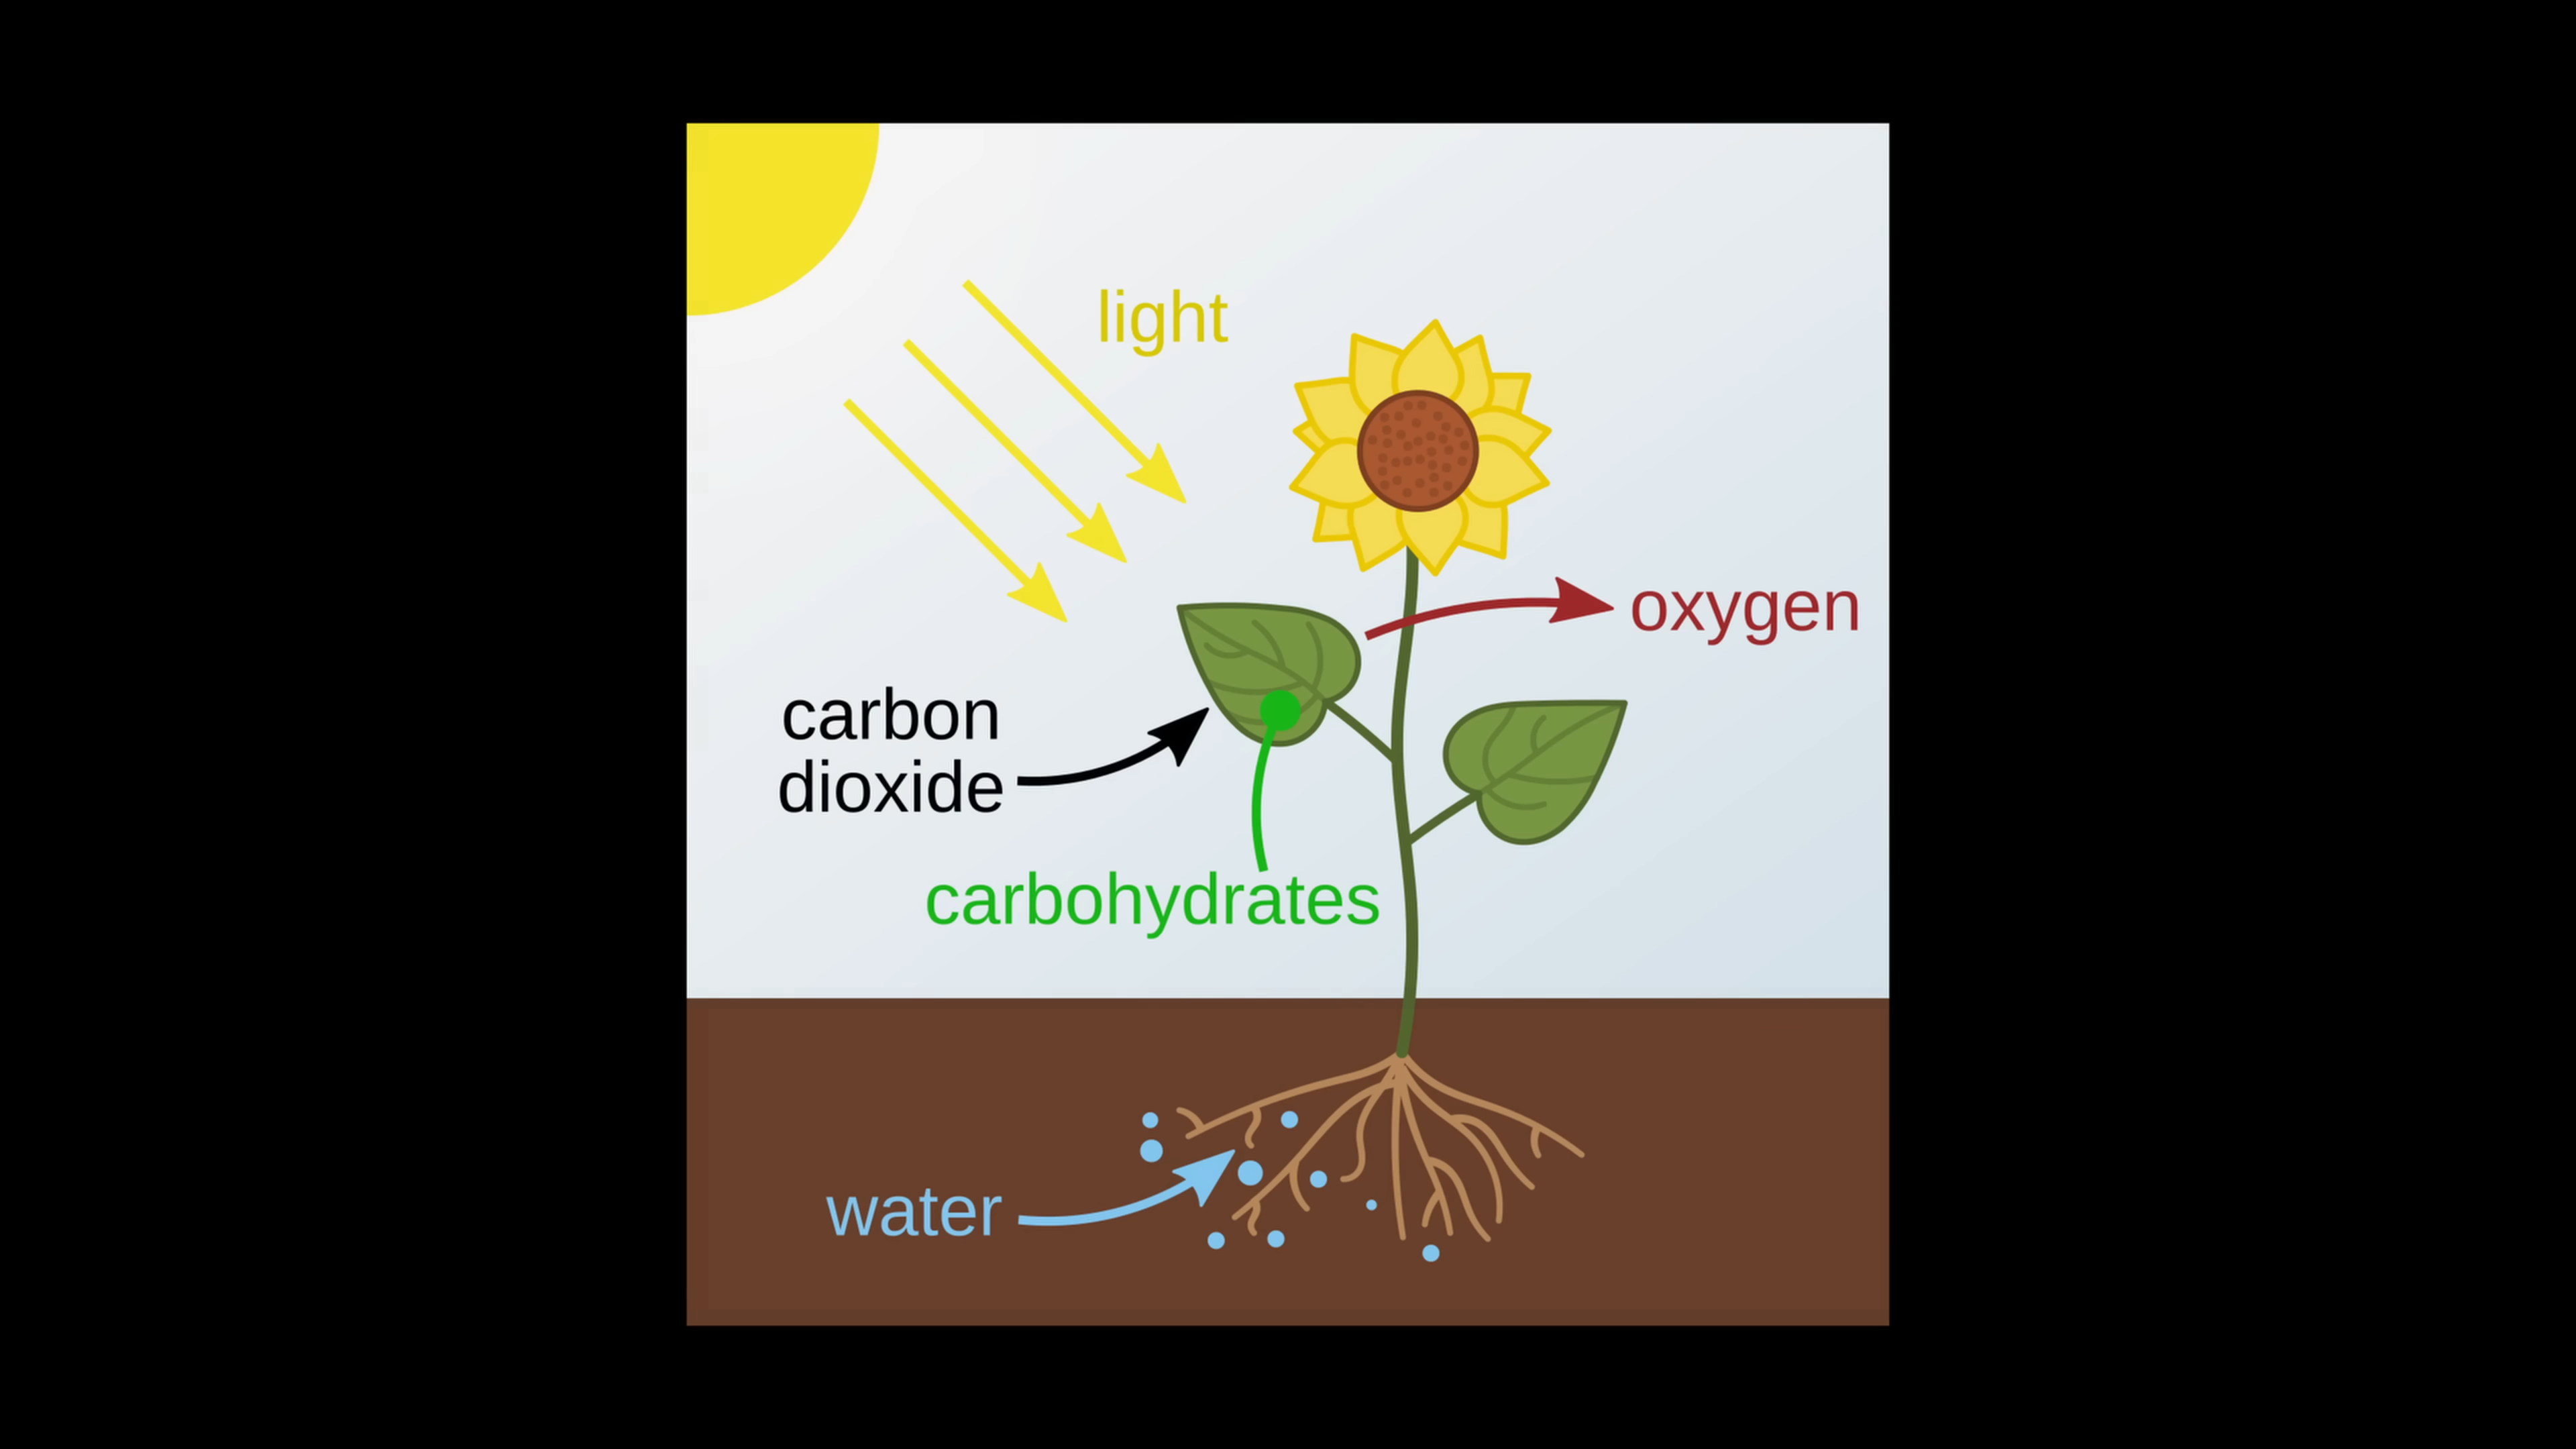 light
oxygen
carbon
dioxide
carbohydrates
water